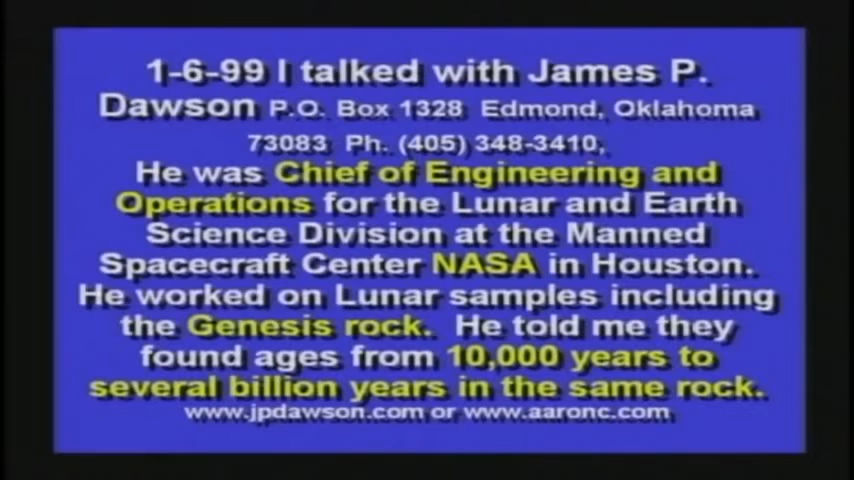 1-6-99 I talked with James P.
Dawson P.O. Box 1328 Edmond, Oklahoma
73083 Ph. (405) 348-3410,
He was Chief of Engineering and
Operations for the Lunar and Earth
Science Division at the Manned
Spacecraft Center NASA in Houston.
He worked on Lunar samples including
the Genesis rock. He told me they
found ages from 10,000 years to
several billion years in the same rock.
www.jpdawson.com or www.aaronc.com